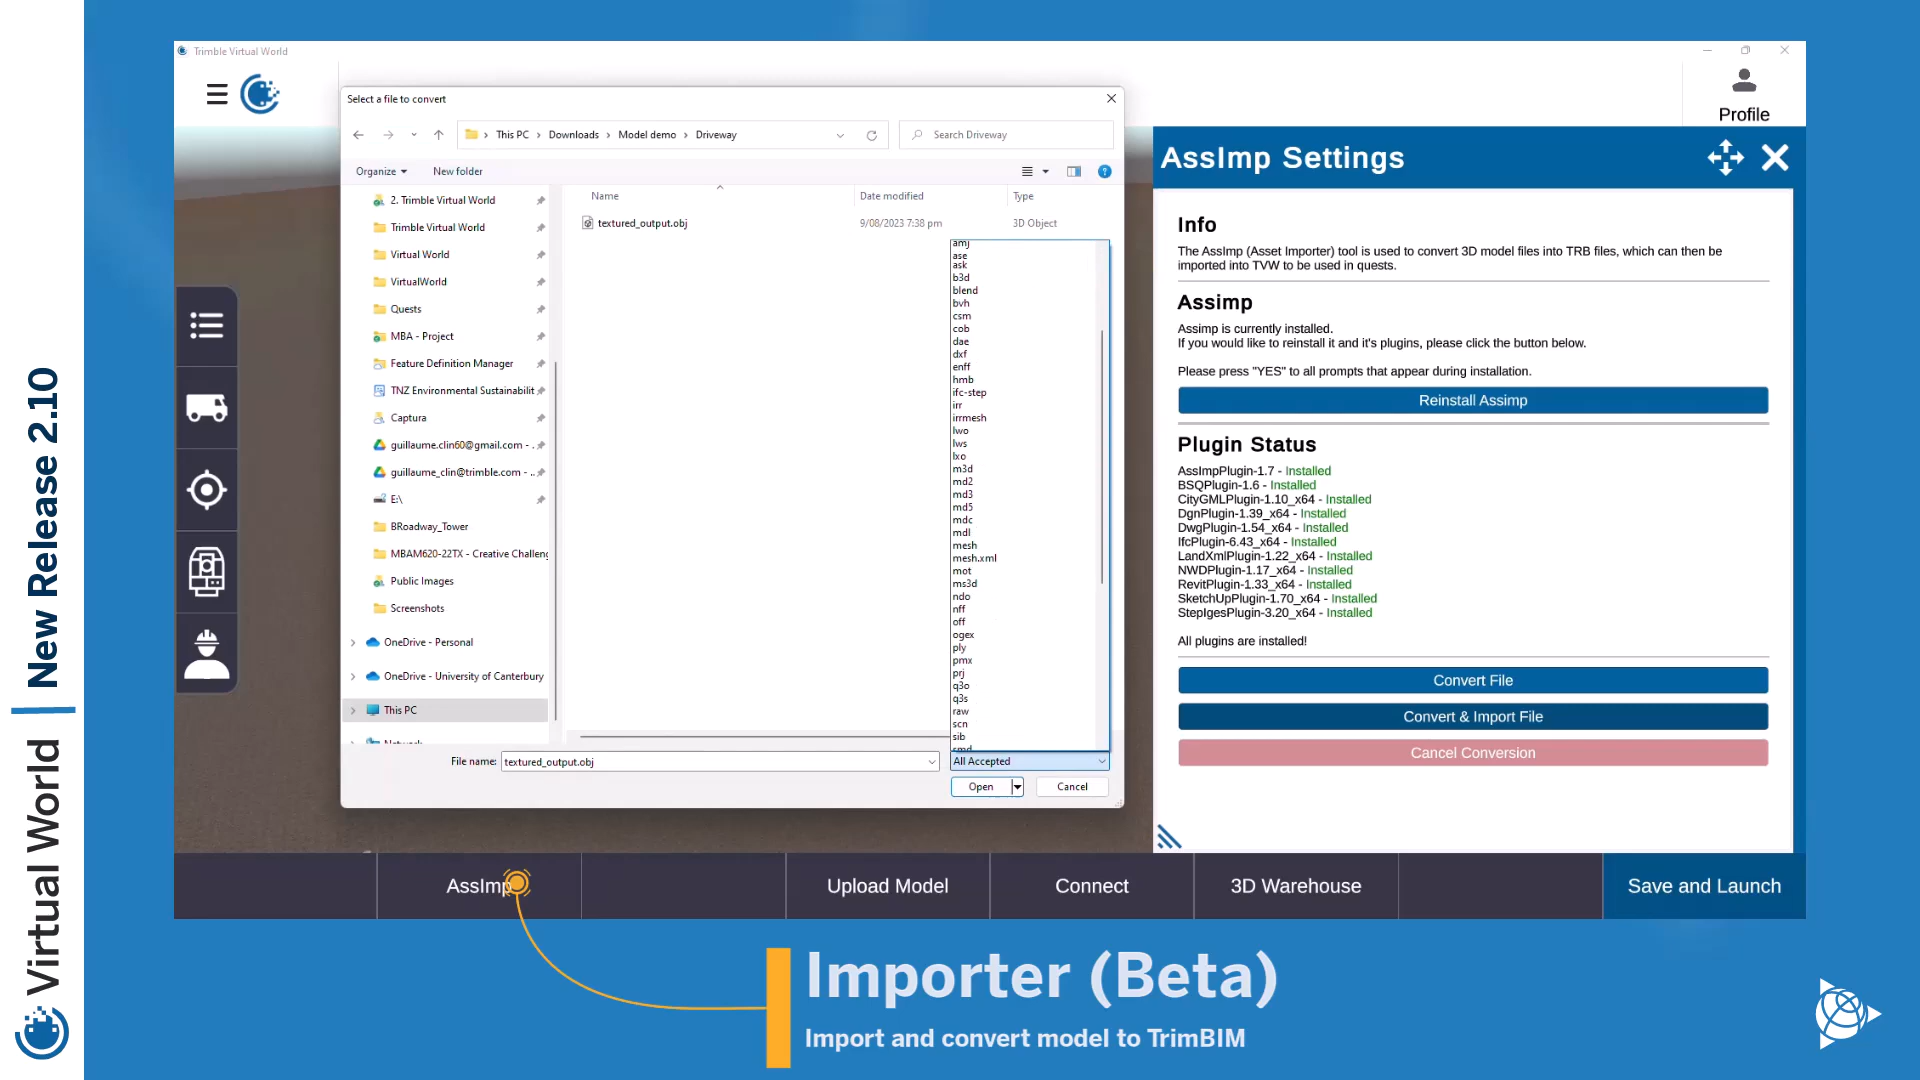 New Release 2.10
Virtual World
Trimble Virtual World
Profile
Select a file to convert
This PC > Downloads > Model demo > Driveway
Search Driveway
Organize
New folder
Name
Date modified
Type
textured_output.obj
9/08/2023 7:38 pm
3D Object
2. Trimble Virtual World
Trimble Virtual World
Virtual World
VirtualWorld
Quests
MBA - Project
Feature Definition Manager
TNZ Environmental Sustainabilit
Captura
guillaume.clin60@gmail.com - .
guillaume_clin@trimble.com - ..
E:\
BRoadway_Tower
MBAM620-22TX - Creative Challeng
Public Images
Screenshots
OneDrive - Personal
OneDrive - University of Canterbury
This PC
Network
amj
ase
ask
b3d
blend
bvh
csm
cob
dae
dxf
enff
hmb
ifc-step
irr
irrmesh
lwo
lws
lxo
m3d
md2
md3
md5
mdc
mdl
mesh
mesh.xml
mot
ms3d
ndo
nff
off
ogex
ply
pmx
prj
q3o
q3s
raw
scn
sib
smd
File name:
textured_output.obj
All Accepted
Open
Cancel
AssImp Settings
Info
The AssImp (Asset Importer) tool is used to convert 3D model files into TRB files, which can then be
imported into TVW to be used in quests.
Assimp
Assimp is currently installed.
If you would like to reinstall it and it's plugins, please click the button below.
Please press "YES" to all prompts that appear during installation.
Reinstall Assimp
Plugin Status
AssImpPlugin-1.7 - Installed
BSQPlugin-1.6 - Installed
CityGMLPlugin-1.10_x64 - Installed
DgnPlugin-1.39_x64 - Installed
DwgPlugin-1.54_x64 - Installed
IfcPlugin-6.43_x64 - Installed
LandXmlPlugin-1.22_x64 - Installed
NWDPlugin-1.17_x64 - Installed
RevitPlugin-1.33_x64 - Installed
SketchUpPlugin-1.70_x64 - Installed
StepIgesPlugin-3.20_x64 - Installed
All plugins are installed!
Convert File
Convert & Import File
Cancel Conversion
AssImp
Upload Model
Connect
3D Warehouse
Save and Launch
Importer (Beta)
Import and convert model to TrimBIM